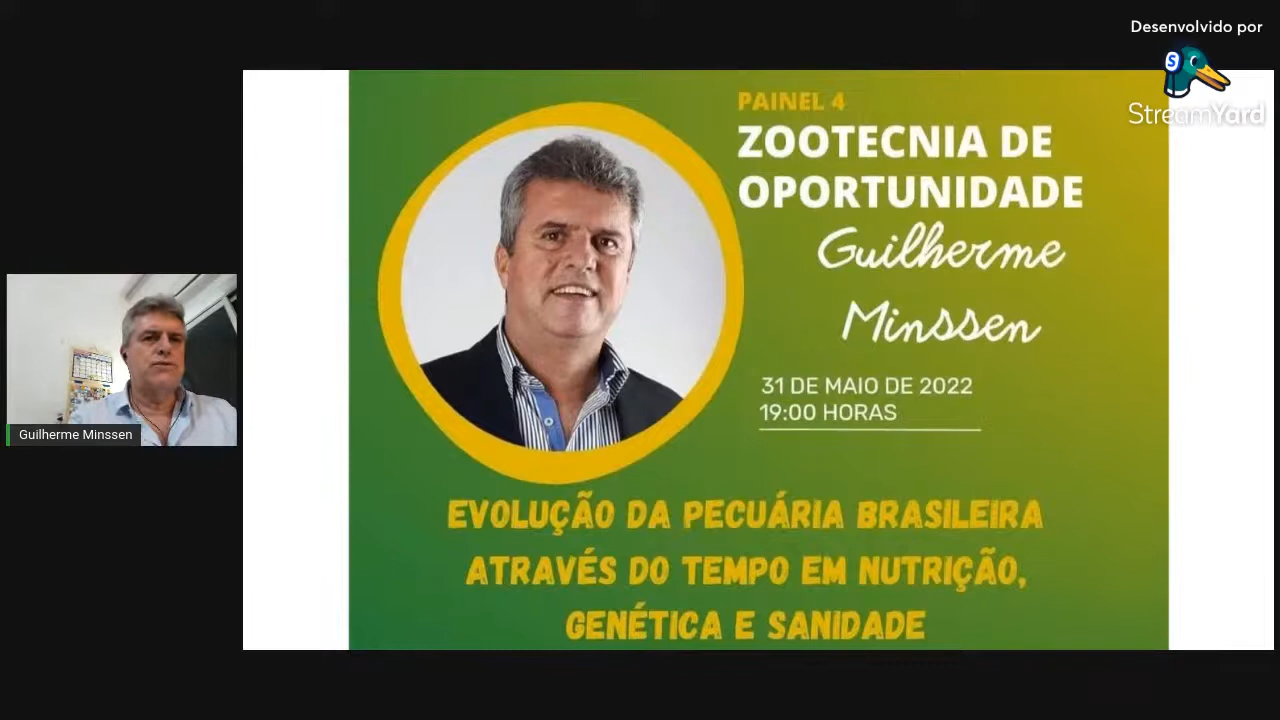 Desenvolvido por
StreamYard
PAINEL 4
ZOOTECNIA DE
OPORTUNIDADE
Guilherme
Minssen
31 DE MAIO DE 2022
19:00 HORAS
EVOLUÇÃO DA PECUÁRIA BRASILEIRA
ATRAVÉS DO TEMPO EM NUTRIÇÃO,
GENÉTICA E SANIDADE
Guilherme Minssen